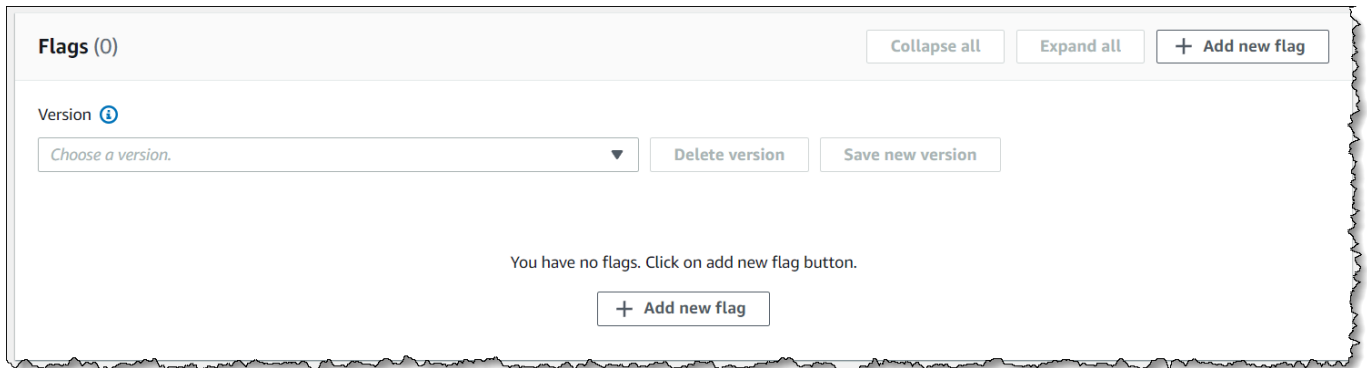 Flags (0)
Collapse all
Expand all
+ Add new flag
Version
Choose a version.
Delete version
Save new version
You have no flags. Click on add new flag button.
+ Add new flag